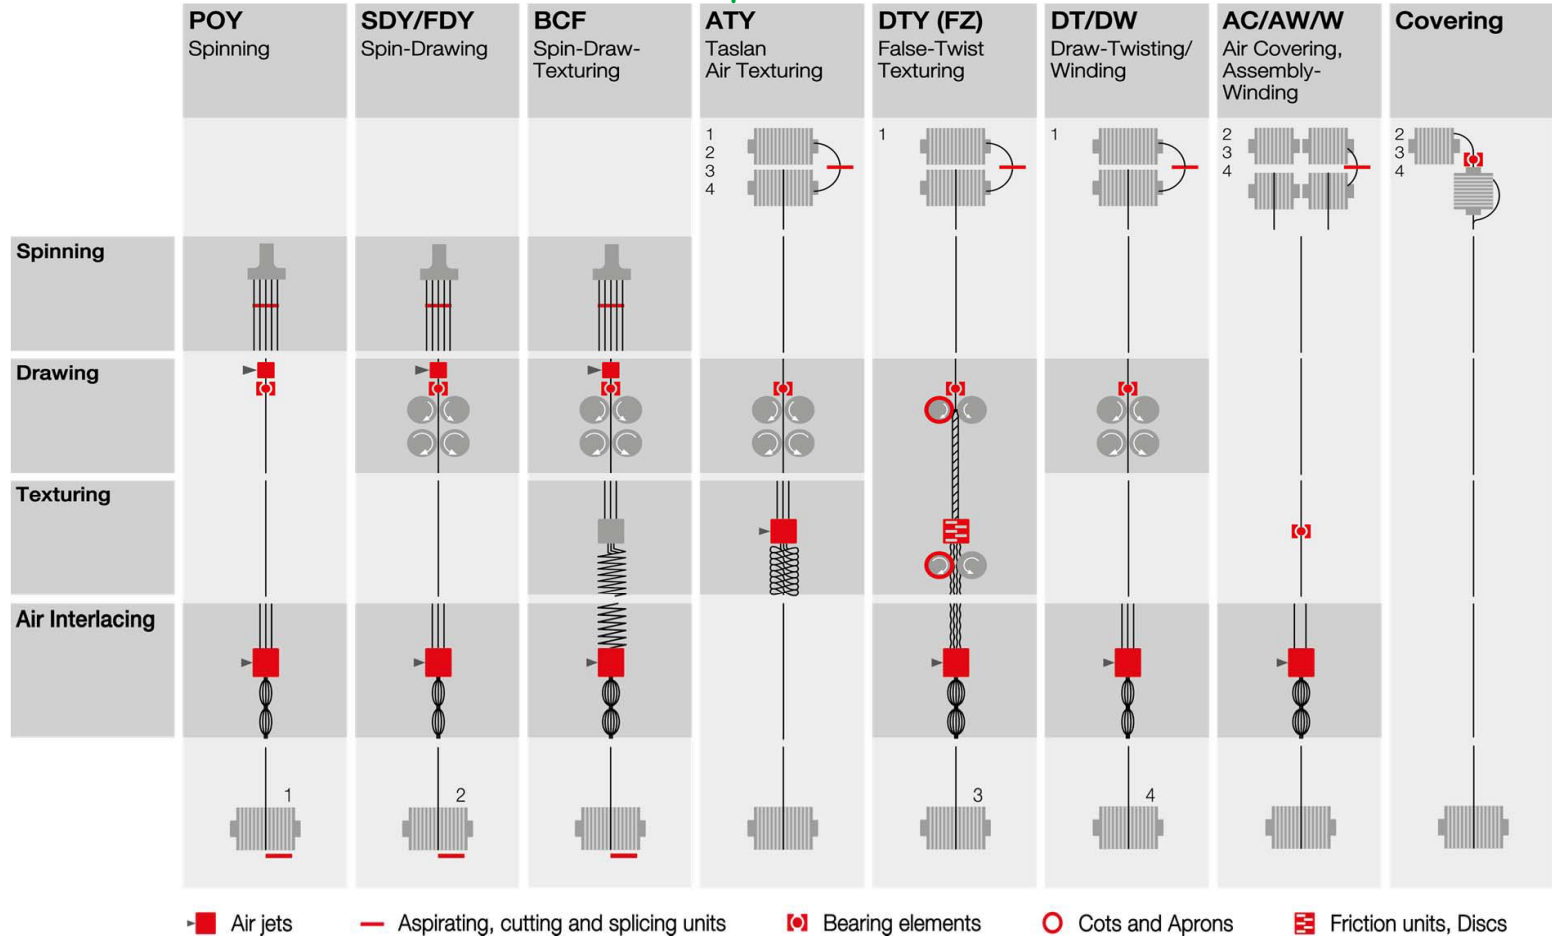 POY
Spinning
SDY/FDY
Spin-Drawing
BCF
Spin-Draw-
Texturing
ATY
Taslan
Air Texturing
DTY (FZ)
False-Twist
Texturing
DT/DW
Draw-Twisting/
Winding
AC/AW/W
Air Covering,
Assembly-
Winding
Covering
1
2
3
4
1
1
2
3
4
2
3
4
Spinning
Drawing
Texturing
Air Interlacing
1
2
3
4
Air jets
Aspirating, cutting and splicing units
Bearing elements
Cots and Aprons
Friction units, Discs